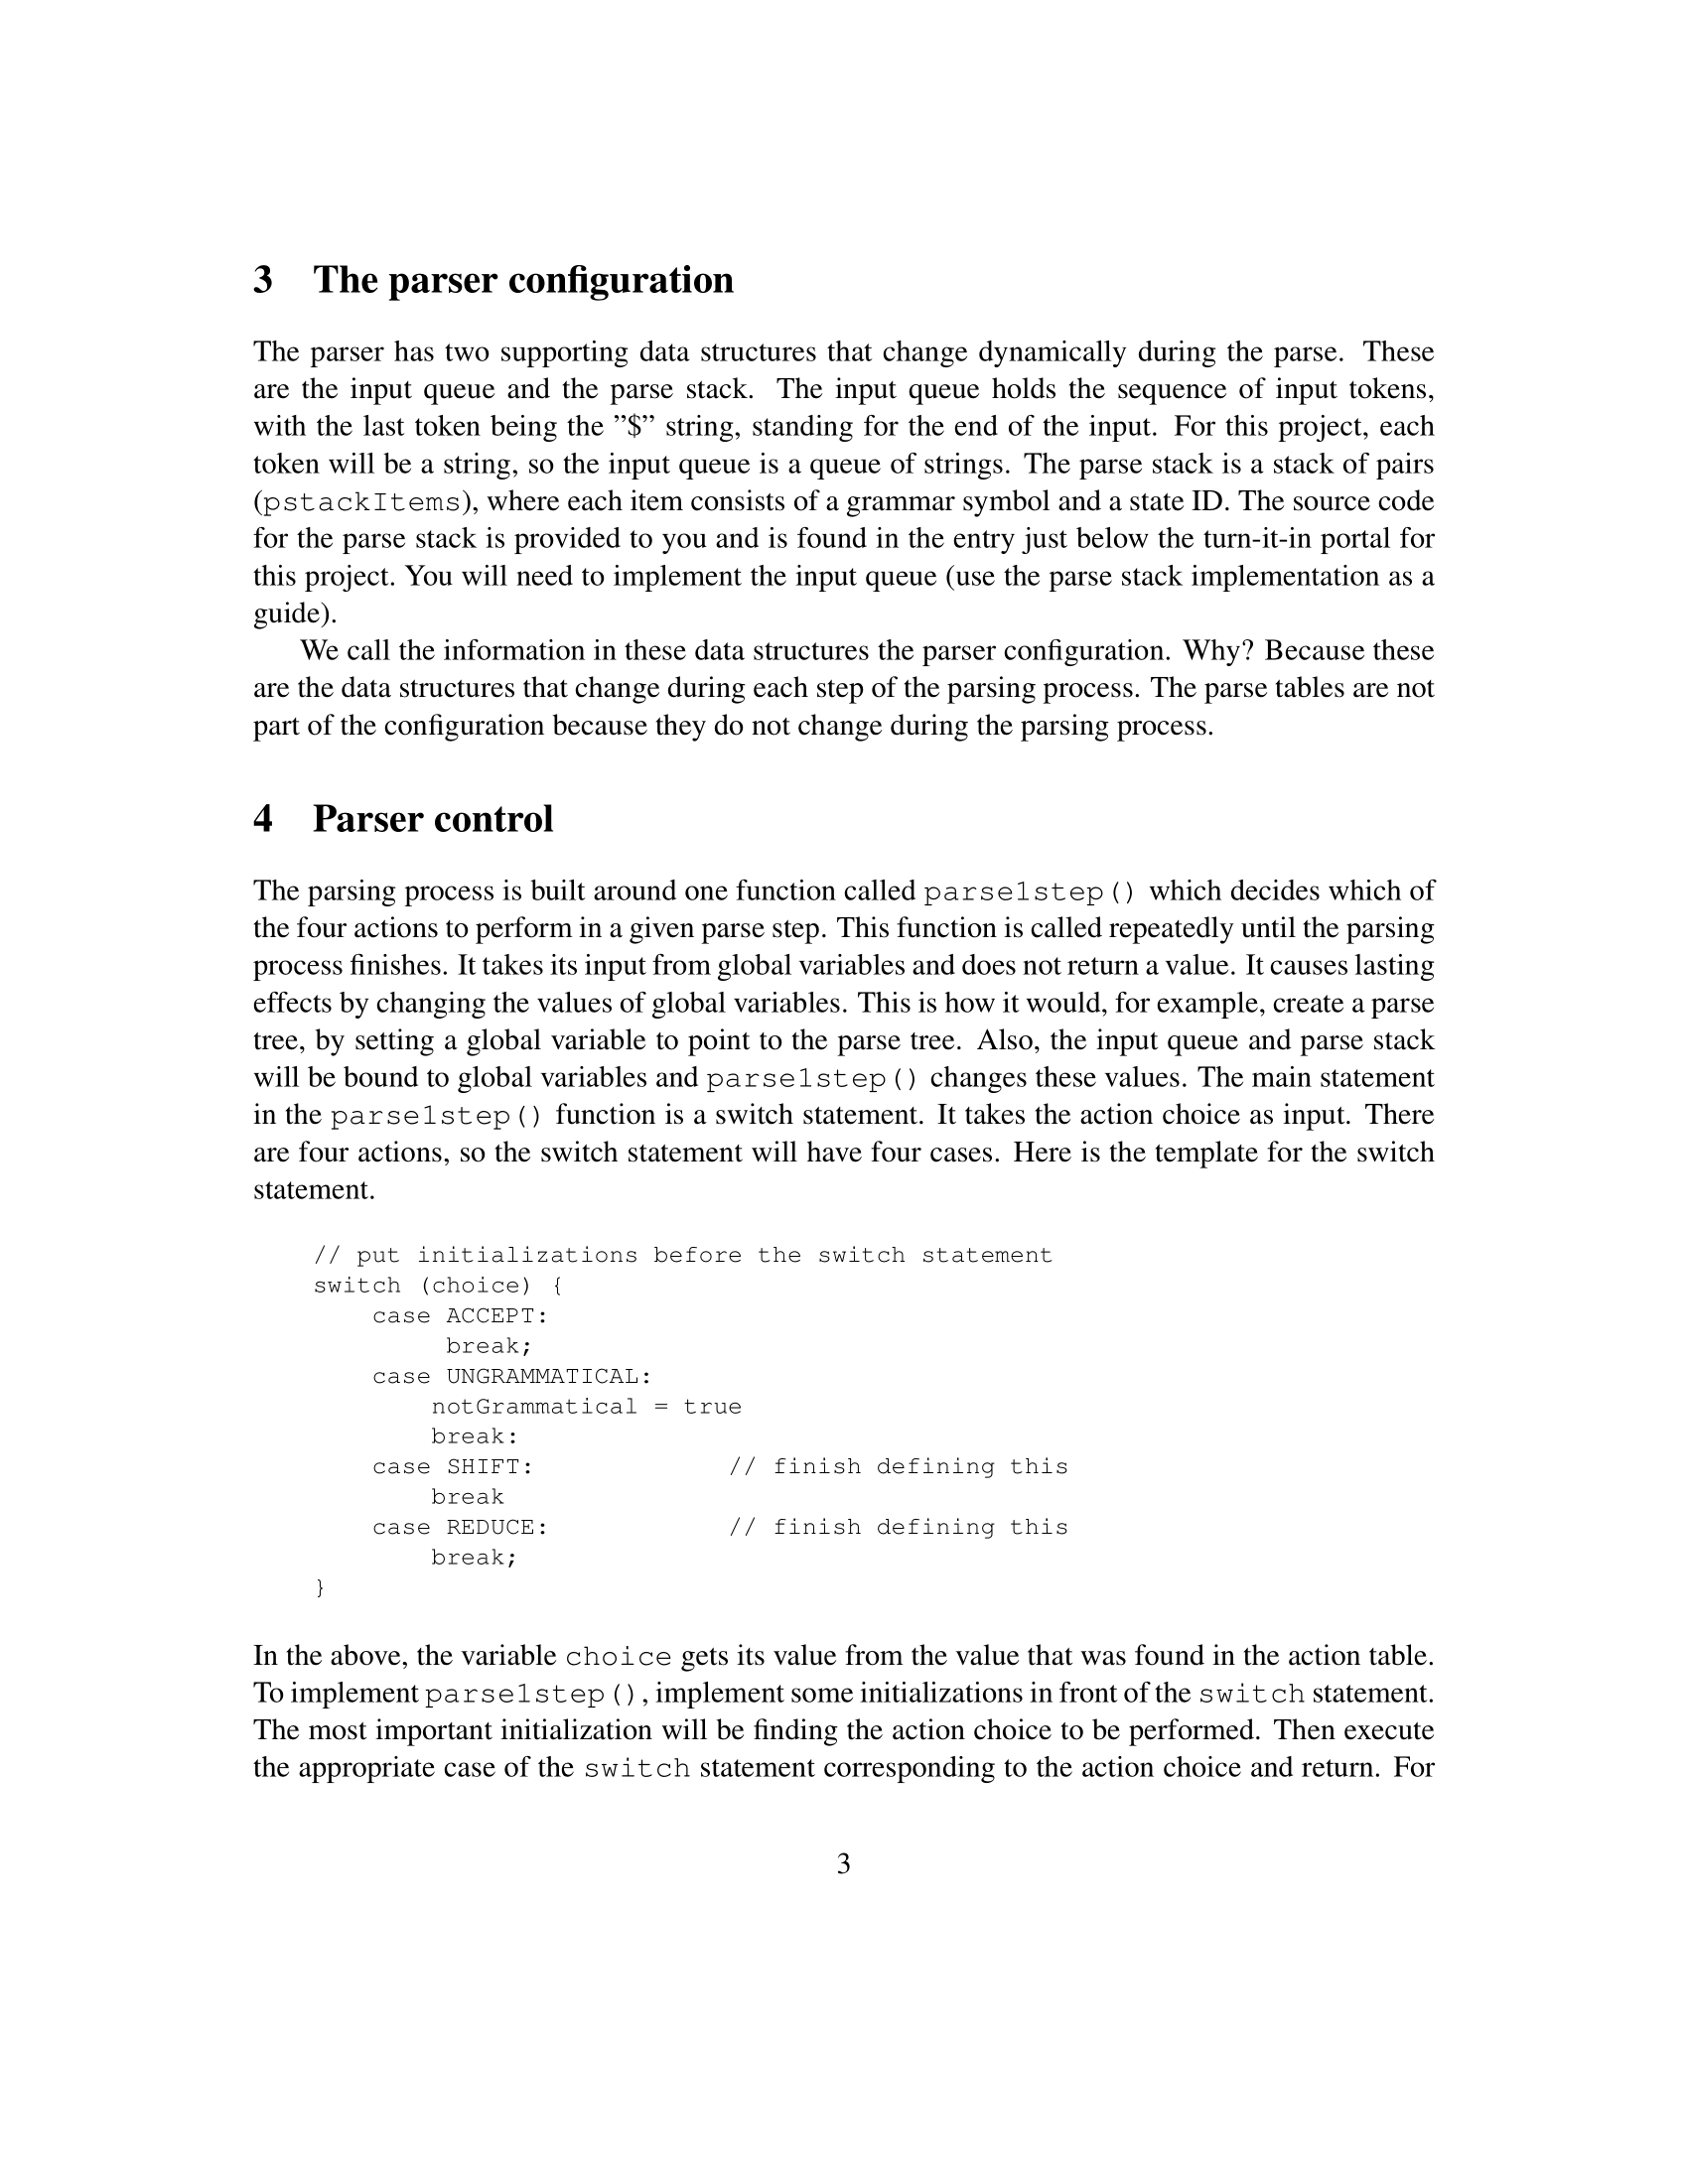 3 The parser configuration
The parser has two supporting data structures that change dynamically during the parse. These
are the input queue and the parse stack. The input queue holds the sequence of input tokens,
with the last token being the ”$” string, standing for the end of the input. For this project, each
token will be a string, so the input queue is a queue of strings. The parse stack is a stack of pairs
(pstackItems), where each item consists of a grammar symbol and a state ID. The source code
for the parse stack is provided to you and is found in the entry just below the turn-it-in portal for
this project. You will need to implement the input queue (use the parse stack implementation as a
guide).
We call the information in these data structures the parser configuration. Why? Because these
are the data structures that change during each step of the parsing process. The parse tables are not
part of the configuration because they do not change during the parsing process.
4 Parser control
The parsing process is built around one function called parse1step() which decides which of
the four actions to perform in a given parse step. This function is called repeatedly until the parsing
process finishes. It takes its input from global variables and does not return a value. It causes lasting
effects by changing the values of global variables. This is how it would, for example, create a parse
tree, by setting a global variable to point to the parse tree. Also, the input queue and parse stack
will be bound to global variables and parse1step() changes these values. The main statement
in the parse1step() function is a switch statement. It takes the action choice as input. There
are four actions, so the switch statement will have four cases. Here is the template for the switch
statement.
// put initializations before the switch statement
switch (choice) {
    case ACCEPT:
         break;
    case UNGRAMMATICAL:
        notGrammatical = true
        break:
    case SHIFT:             // finish defining this
        break
    case REDUCE:            // finish defining this
        break;
}
In the above, the variable choice gets its value from the value that was found in the action table.
To implement parse1step(), implement some initializations in front of the switch statement.
The most important initialization will be finding the action choice to be performed. Then execute
the appropriate case of the switch statement corresponding to the action choice and return. For
3